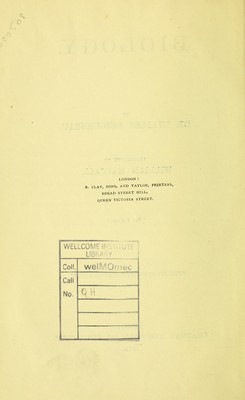 LONDON:
R. CLAY, SONS, AND TAYLOR, PRINTERS,
BREAD STREET HILL,
QUEEN VICTORIA STREET.
WELLCOME INSTITUTE
LIBRARY
Coll. welMOmec
Call
No. QH